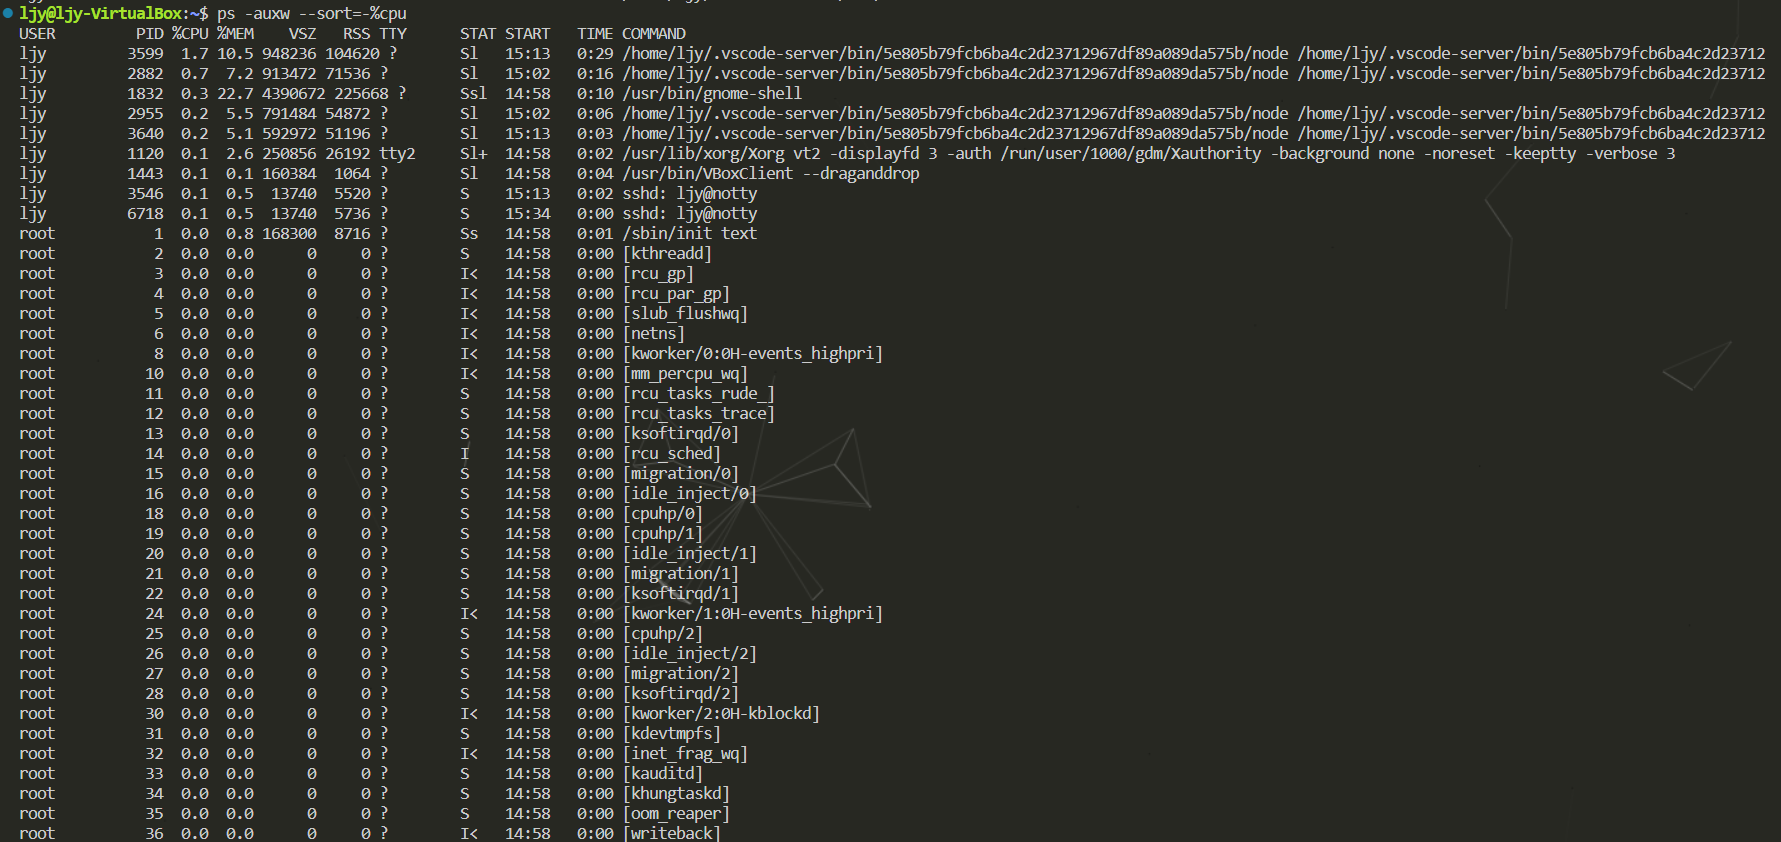 ljy@ljy-VirtualBox:~$ ps -auxw --sort=-%cpu
USER PID %CPU %MEM VSZ RSS TTY STAT START TIME COMMAND
ljy 3599 1.7 10.5 948236 104620 ? Sl 15:13 0:29 /home/ljy/.vscode-server/bin/5e805b79fcb6ba4c2d23712967df89a089da575b/node /home/ljy/.vscode-server/bin/5e805b79fcb6ba4c2d23712
ljy 2882 0.7 7.2 913472 71536 ? Sl 15:02 0:16 /home/ljy/.vscode-server/bin/5e805b79fcb6ba4c2d23712967df89a089da575b/node /home/ljy/.vscode-server/bin/5e805b79fcb6ba4c2d23712
ljy 1832 0.3 22.7 4390672 225668 ? Ssl 14:58 0:10 /usr/bin/gnome-shell
ljy 2955 0.2 5.5 791484 54872 ? Sl 15:02 0:06 /home/ljy/.vscode-server/bin/5e805b79fcb6ba4c2d23712967df89a089da575b/node /home/ljy/.vscode-server/bin/5e805b79fcb6ba4c2d23712
ljy 3640 0.2 5.1 592972 51196 ? Sl 15:13 0:03 /home/ljy/.vscode-server/bin/5e805b79fcb6ba4c2d23712967df89a089da575b/node /home/ljy/.vscode-server/bin/5e805b79fcb6ba4c2d23712
ljy 1120 0.1 2.6 250856 26192 tty2 Sl+ 14:58 0:02 /usr/lib/xorg/Xorg vt2 -displayfd 3 -auth /run/user/1000/gdm/Xauthority -background none -noreset -keeptty -verbose 3
ljy 1443 0.1 0.1 160384 1064 ? Sl 14:58 0:04 /usr/bin/VBoxClient --draganddrop
ljy 3546 0.1 0.5 13740 5520 ? S 15:13 0:02 sshd: ljy@notty
ljy 6718 0.1 0.5 13740 5736 ? S 15:34 0:00 sshd: ljy@notty
root 1 0.0 0.8 168300 8716 ? Ss 14:58 0:01 /sbin/init text
root 2 0.0 0.0 0 0 ? S 14:58 0:00 [kthreadd]
root 3 0.0 0.0 0 0 ? I< 14:58 0:00 [rcu_gp]
root 4 0.0 0.0 0 0 ? I< 14:58 0:00 [rcu_par_gp]
root 5 0.0 0.0 0 0 ? I< 14:58 0:00 [slub_flushwq]
root 6 0.0 0.0 0 0 ? I< 14:58 0:00 [netns]
root 8 0.0 0.0 0 0 ? I< 14:58 0:00 [kworker/0:0H-events_highpri]
root 10 0.0 0.0 0 0 ? I< 14:58 0:00 [mm_percpu_wq]
root 11 0.0 0.0 0 0 ? S 14:58 0:00 [rcu_tasks_rude_]
root 12 0.0 0.0 0 0 ? S 14:58 0:00 [rcu_tasks_trace]
root 13 0.0 0.0 0 0 ? S 14:58 0:00 [ksoftirqd/0]
root 14 0.0 0.0 0 0 ? I 14:58 0:00 [rcu_sched]
root 15 0.0 0.0 0 0 ? S 14:58 0:00 [migration/0]
root 16 0.0 0.0 0 0 ? S 14:58 0:00 [idle_inject/0]
root 18 0.0 0.0 0 0 ? S 14:58 0:00 [cpuhp/0]
root 19 0.0 0.0 0 0 ? S 14:58 0:00 [cpuhp/1]
root 20 0.0 0.0 0 0 ? S 14:58 0:00 [idle_inject/1]
root 21 0.0 0.0 0 0 ? S 14:58 0:00 [migration/1]
root 22 0.0 0.0 0 0 ? S 14:58 0:00 [ksoftirqd/1]
root 24 0.0 0.0 0 0 ? I< 14:58 0:00 [kworker/1:0H-events_highpri]
root 25 0.0 0.0 0 0 ? S 14:58 0:00 [cpuhp/2]
root 26 0.0 0.0 0 0 ? S 14:58 0:00 [idle_inject/2]
root 27 0.0 0.0 0 0 ? S 14:58 0:00 [migration/2]
root 28 0.0 0.0 0 0 ? S 14:58 0:00 [ksoftirqd/2]
root 30 0.0 0.0 0 0 ? I< 14:58 0:00 [kworker/2:0H-kblockd]
root 31 0.0 0.0 0 0 ? S 14:58 0:00 [kdevtmpfs]
root 32 0.0 0.0 0 0 ? I< 14:58 0:00 [inet_frag_wq]
root 33 0.0 0.0 0 0 ? S 14:58 0:00 [kauditd]
root 34 0.0 0.0 0 0 ? S 14:58 0:00 [khungtaskd]
root 35 0.0 0.0 0 0 ? S 14:58 0:00 [oom_reaper]
root 36 0.0 0.0 0 0 ? I< 14:58 0:00 [writeback]